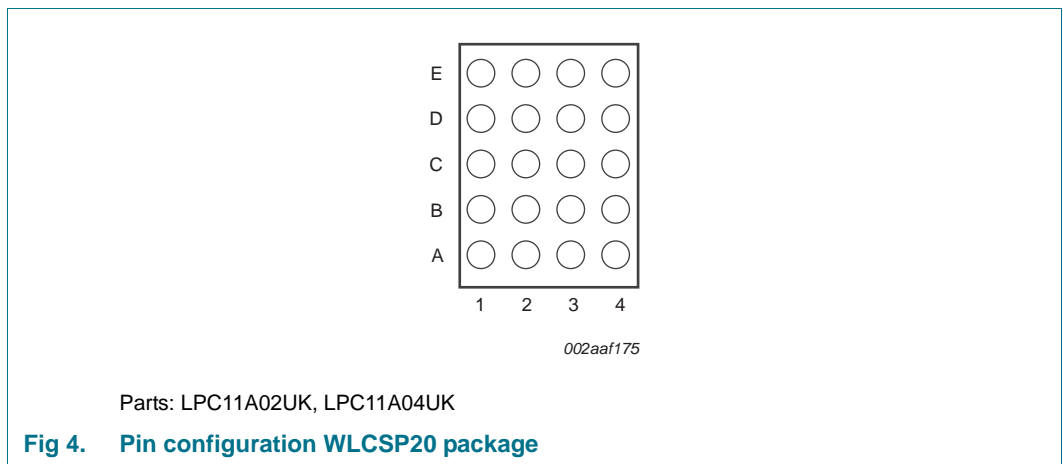 E
D
C
B
A
1 2 3 4
002aaf175
Parts: LPC11A02UK, LPC11A04UK
Fig 4. Pin configuration WLCSP20 package